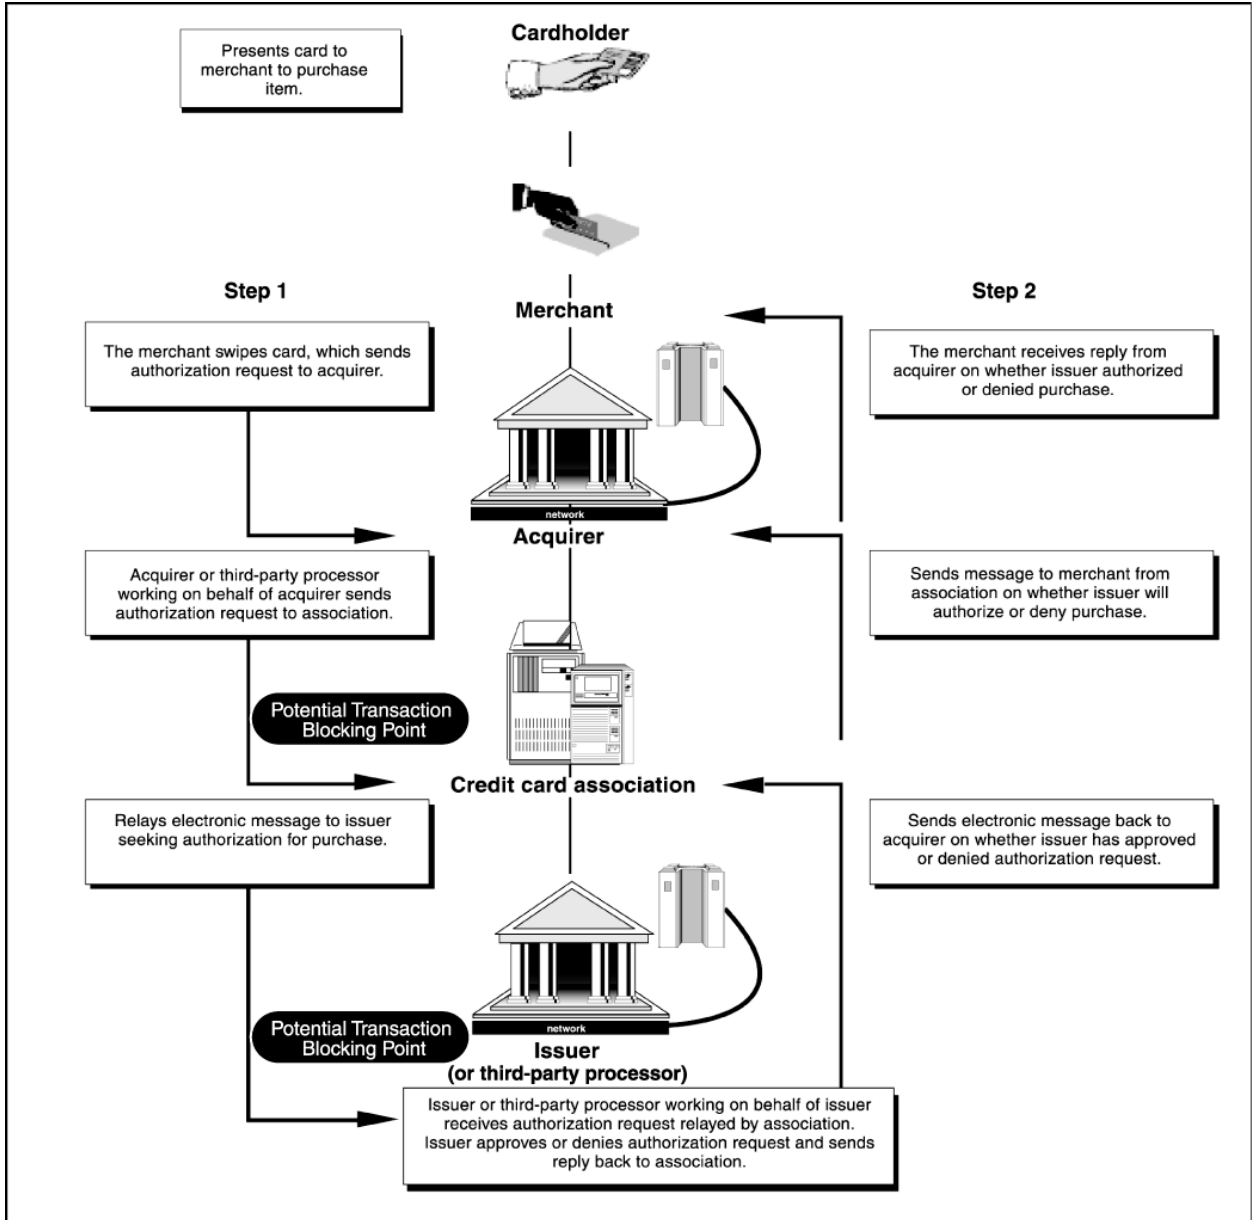 Cardholder
Presents card to
merchant to purchase
item.
Step 1
Step 2
Merchant
The merchant swipes card, which sends
authorization request to acquirer.
The merchant receives reply from
acquirer on whether issuer authorized
or denied purchase.
network
Acquirer
Acquirer or third-party processor
working on behalf of acquirer sends
authorization request to association.
Sends message to merchant from
association on whether issuer will
authorize or deny purchase.
Potential Transaction
Blocking Point
Credit card association
Relays electronic message to issuer
seeking authorization for purchase.
Sends electronic message back to
acquirer on whether issuer has approved
or denied authorization request.
Potential Transaction
Blocking Point
network
Issuer
(or third-party processor)
Issuer or third-party processor working on behalf of issuer
receives authorization request relayed by association.
Issuer approves or denies authorization request and sends
reply back to association.